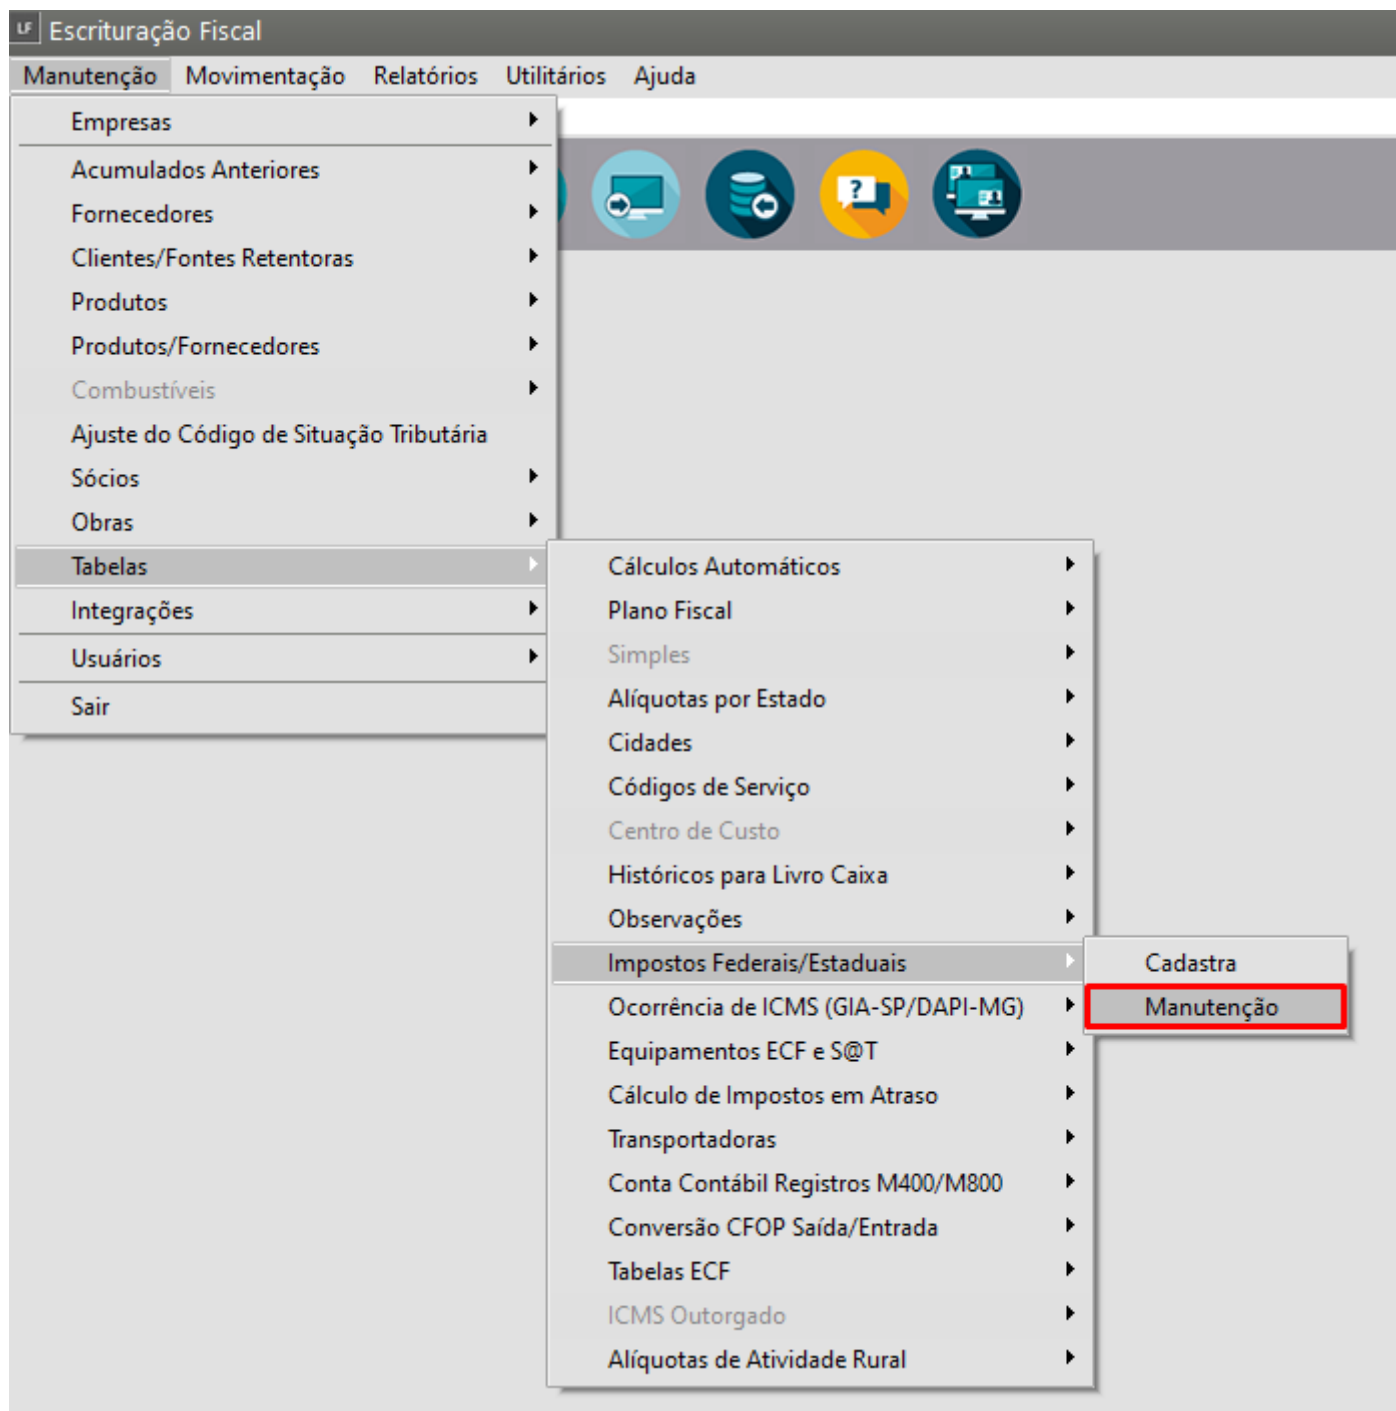 LF Escrituração Fiscal
Manutenção Movimentação Relatórios Utilitários Ajuda
Empresas
Acumulados Anteriores
Fornecedores
Clientes/Fontes Retentoras
Produtos
Produtos/Fornecedores
Combustíveis
Ajuste do Código de Situação Tributária
Sócios
Obras
Tabelas
Integrações
Usuários
Sair
Cálculos Automáticos
Plano Fiscal
Simples
Alíquotas por Estado
Cidades
Códigos de Serviço
Centro de Custo
Históricos para Livro Caixa
Observações
Impostos Federais/Estaduais
Ocorrência de ICMS (GIA-SP/DAPI-MG)
Equipamentos ECF e S@T
Cálculo de Impostos em Atraso
Transportadoras
Conta Contábil Registros M400/M800
Conversão CFOP Saída/Entrada
Tabelas ECF
ICMS Outorgado
Alíquotas de Atividade Rural
Cadastra
Manutenção
?